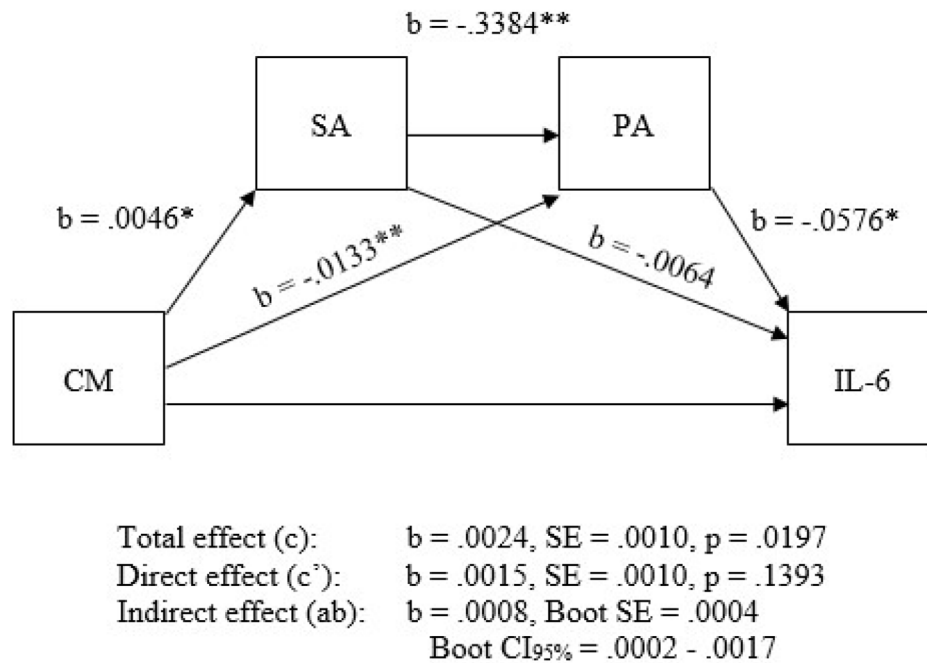 b = -.3384**
SA
PA
b = .0046*
b = -.0133**
b = -.0064
b = -.0576*
CM
IL-6
Total effect (c): b = .0024, SE = .0010, p = .0197
Direct effect (c`): b = .0015, SE = .0010, p = .1393
Indirect effect (ab): b = .0008, Boot SE = .0004
Boot CI95% = .0002 - .0017